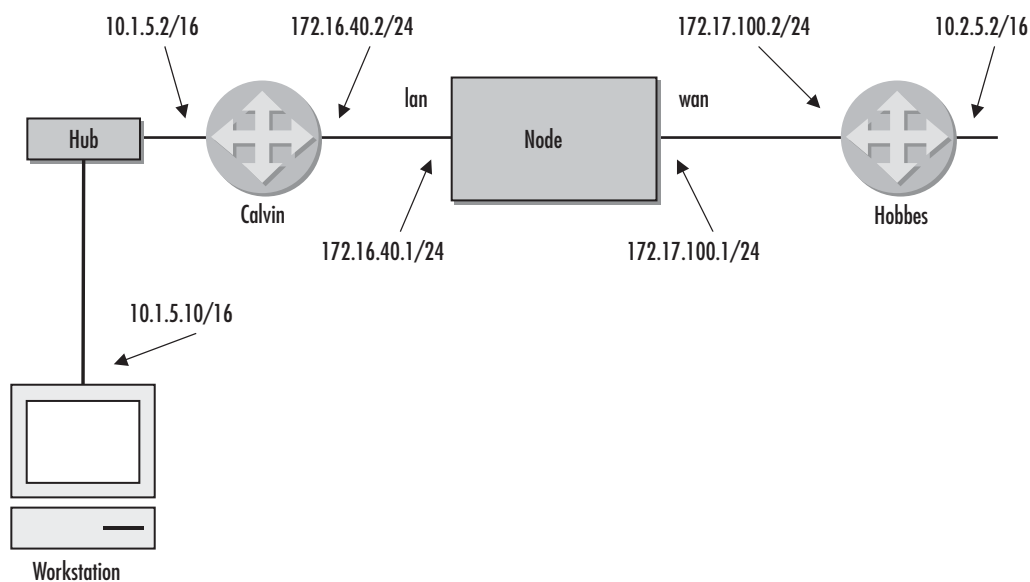 10.1.5.2/16
172.16.40.2/24
172.17.100.2/24
10.2.5.2/16
lan
wan
Hub
Node
Calvin
Hobbes
172.16.40.1/24
172.17.100.1/24
10.1.5.10/16
Workstation